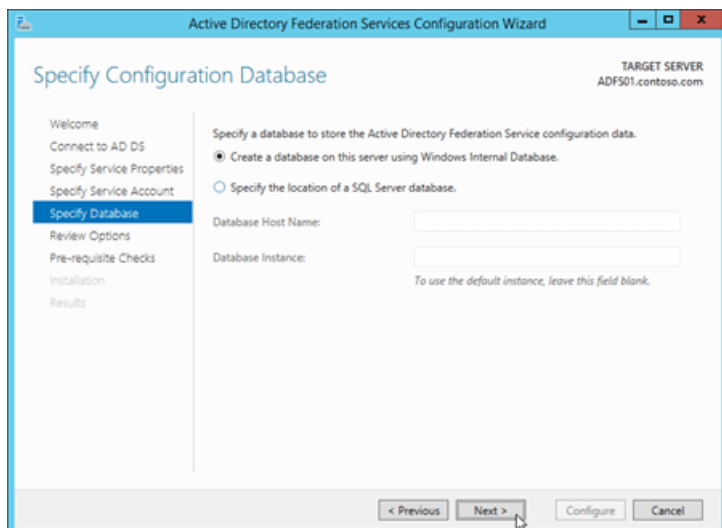 Active Directory Federation Services Configuration Wizard
Specify Configuration Database
TARGET SERVER
ADFS01.contoso.com
Welcome
Connect to AD DS
Specify Service Properties
Specify Service Account
Specify Database
Review Options
Pre-requisite Checks
Installation
Results
Specify a database to store the Active Directory Federation Service configuration data.
Create a database on this server using Windows Internal Database.
Specify the location of a SQL Server database.
Database Host Name:
Database Instance:
To use the default instance, leave this field blank.
< Previous
Next >
Configure
Cancel